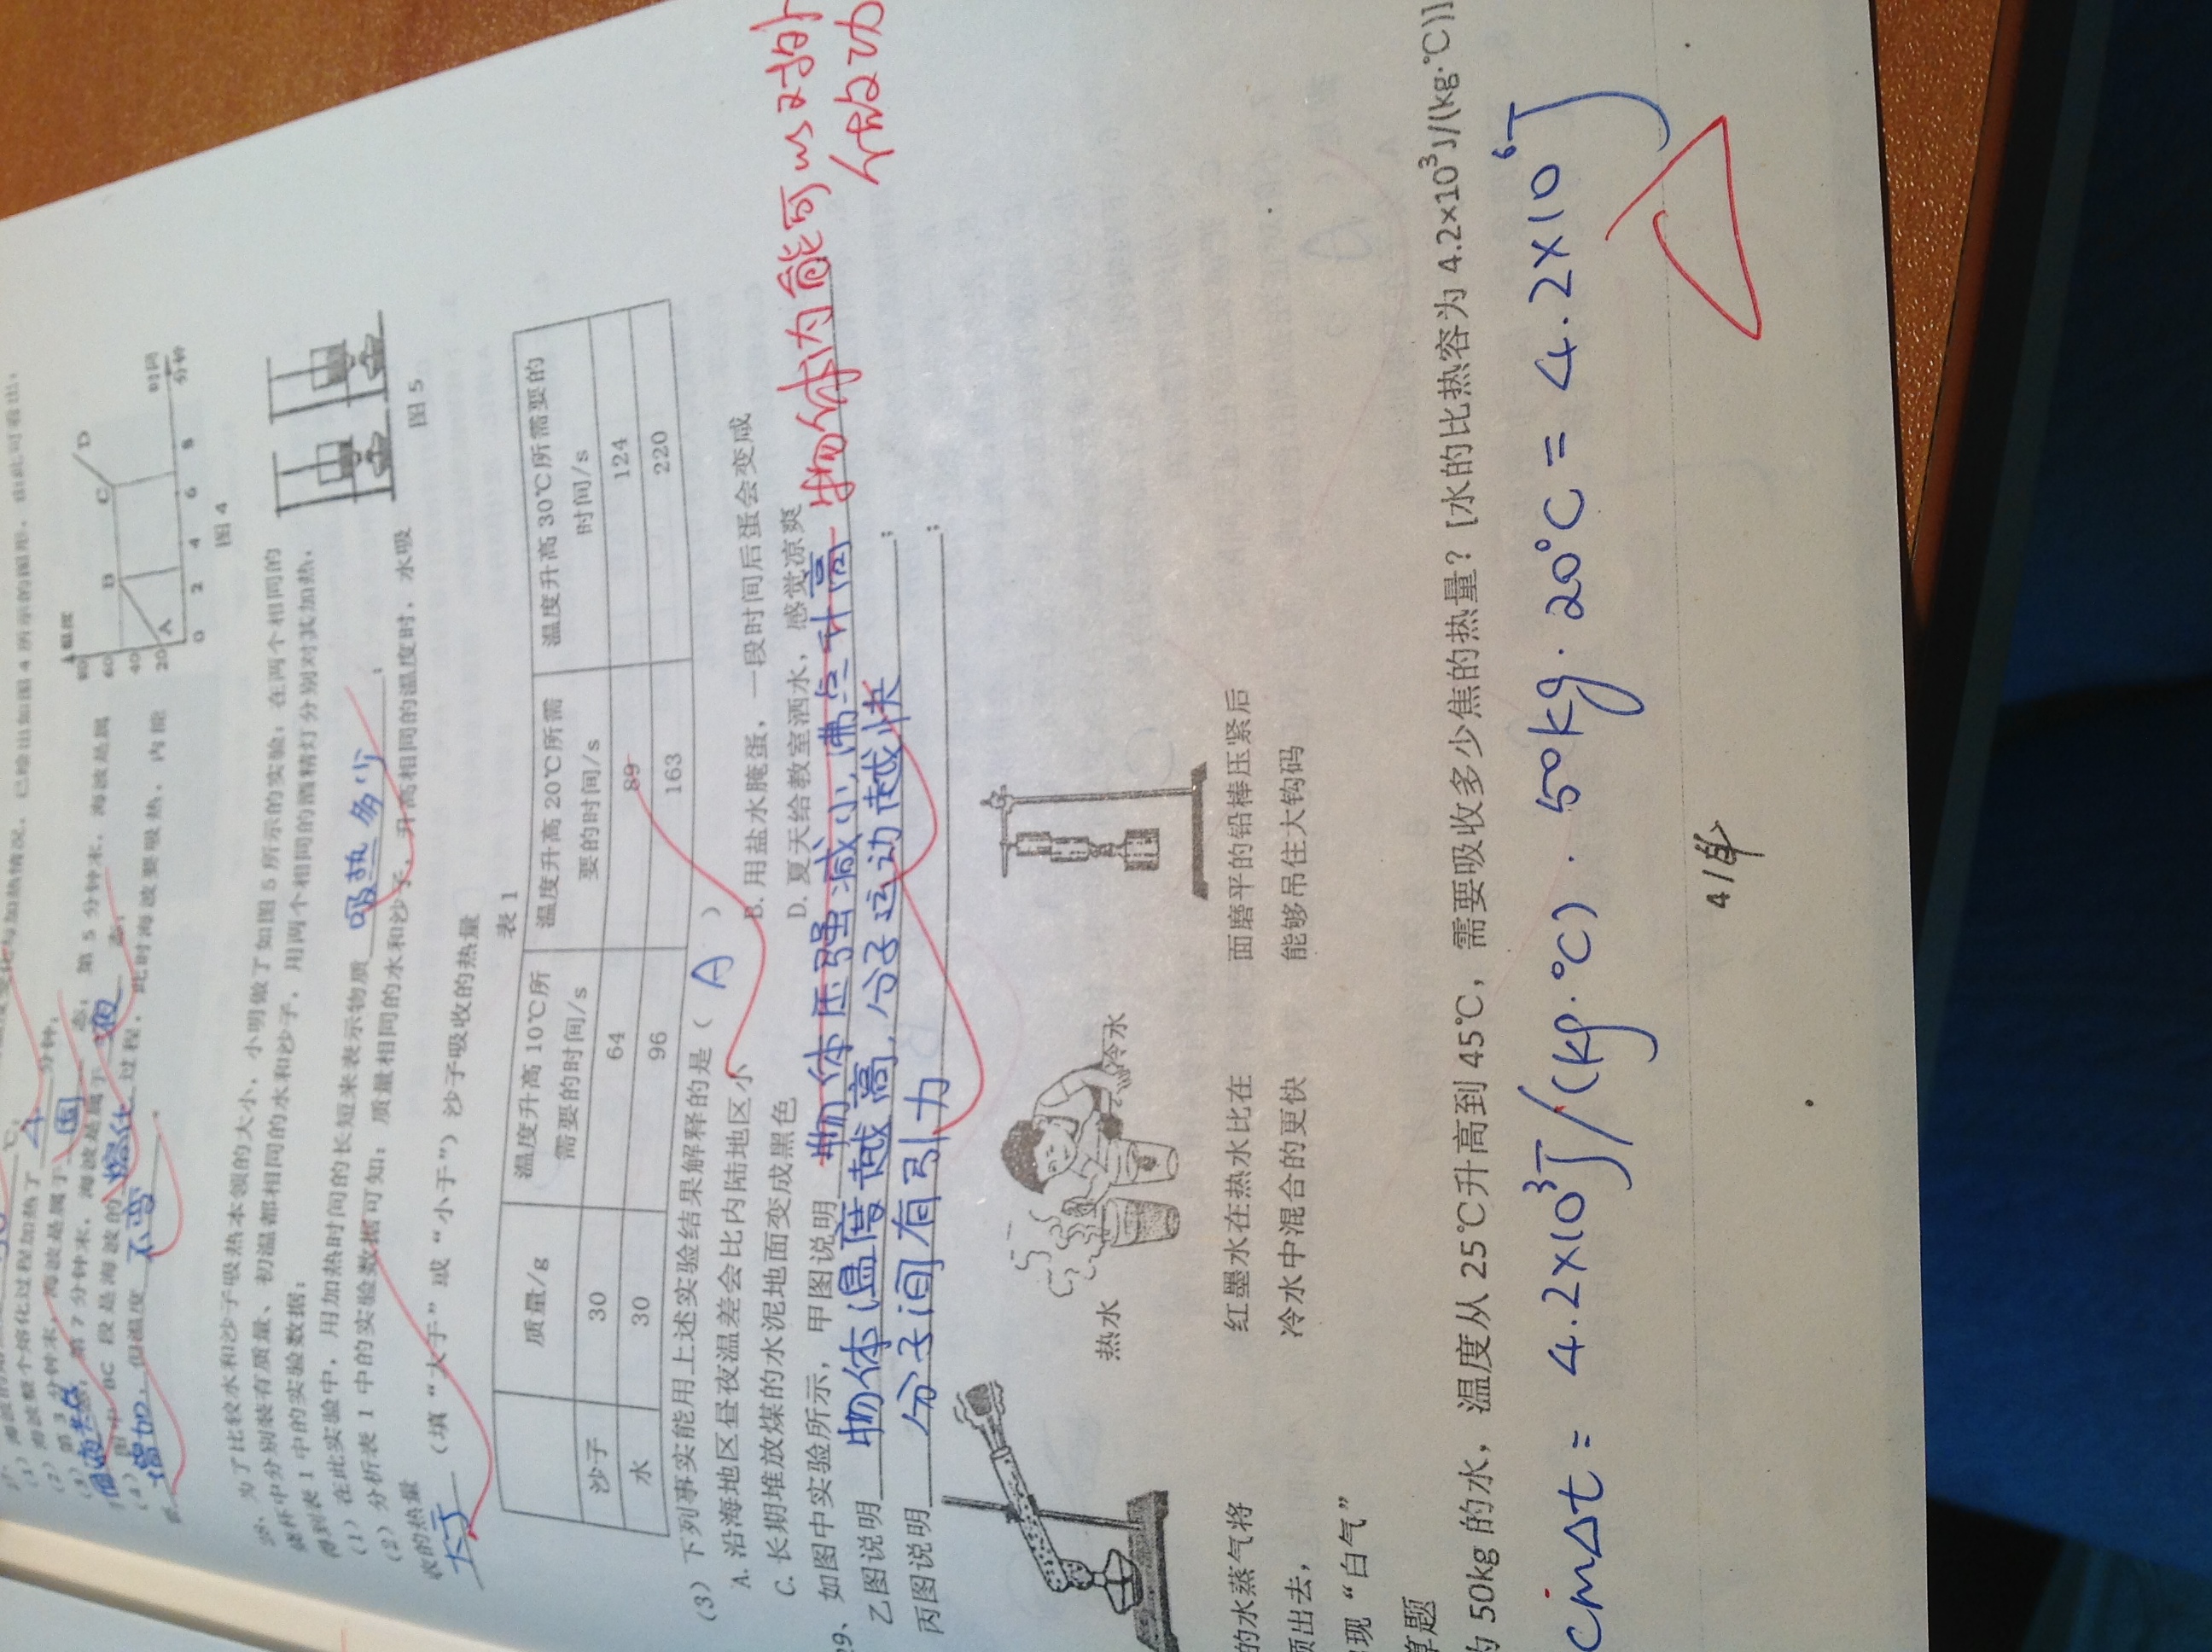 27、
(1) 海波的熔点是 ℃；温度变化与加热情况，已绘出如图 4 所示的图形，由此可看出：
(2) 海波整个熔化过程加热了 4 分钟；
(3) 第 3 分钟末，海波是属于 固 态；第 5 分钟末，海波是属
于 固液共存 态；第 7 分钟末，海波是属于 液 态；
(4) 图中 BC 段是海波的 熔化 过程，此时海波要吸热，内能
要 增加，但温度 不变 。
温度
80
60
40
20
A
B
C
D
0 2 4 6 8
时间
分钟
图 4
28、为了比较水和沙子吸热本领的大小，小明做了如图 5 所示的实验：在两个相同的
烧杯中分别装有质量、初温都相同的水和沙子，用两个相同的酒精灯分别对其加热，
得到表 1 中的实验数据：
(1) 在此实验中，用加热时间的长短来表示物质 吸热多少 ；
(2) 分析表 1 中的实验数据可知：质量相同的水和沙子，升高相同的温度时，水吸
收的热量
大于 （填“大于”或“小于”）沙子吸收的热量
图 5
表 1
质量/g 温度升高 10℃所需要的时间/s 温度升高 20℃所需要的时间/s 温度升高 30℃所需要的时间/s
沙子 30 64 89 124
水 30 96 163 220
(3) 下列事实能用上述实验结果解释的是（ A ）
A. 沿海地区昼夜温差会比内陆地区小 B. 用盐水腌蛋，一段时间后蛋会变咸
C. 长期堆放煤的水泥地面变成黑色 D. 夏天给教室洒水，感觉凉爽
29、如图中实验所示，甲图说明 物体压强减小,沸点升高 物体内能可以对外
做功
乙图说明 物体温度越高,分子运动越快 ；
丙图说明 分子间有引力 ；
热水 冷水
的水蒸气将 红墨水在热水比在 面磨平的铅棒压紧后
顶出去， 冷水中混合的更快 能够吊住大钩码
出现“白气”
算题
为 50kg 的水，温度从 25℃升高到 45℃，需要吸收多少焦的热量？[水的比热容为 4.2×10³J/(kg·℃)]
cmΔt = 4.2×10³J/(kg·℃) · 50kg · 20℃ = 4.2×10⁶J
4 /